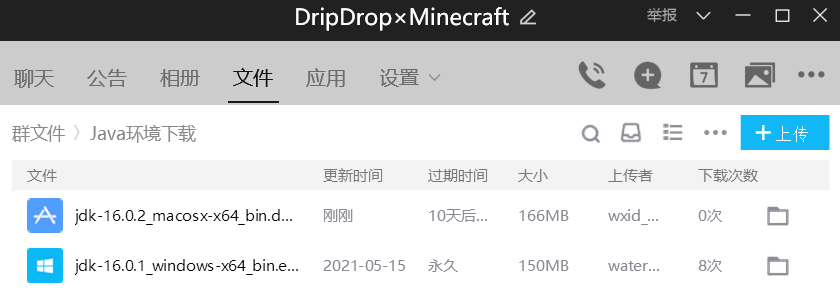 DripDrop×Minecraft 举报
聊天 公告 相册 文件 应用 设置 7
群文件 〉Java环境下载 上传
文件 更新时间 过期时间 大小 上传者 下载次数
jdk-16.0.2_macosx-x64_bin.d... 刚刚 10天后... 166MB wxid_... 0次
jdk-16.0.1_windows-x64_bin.e... 2021-05-15 永久 150MB water... 8次